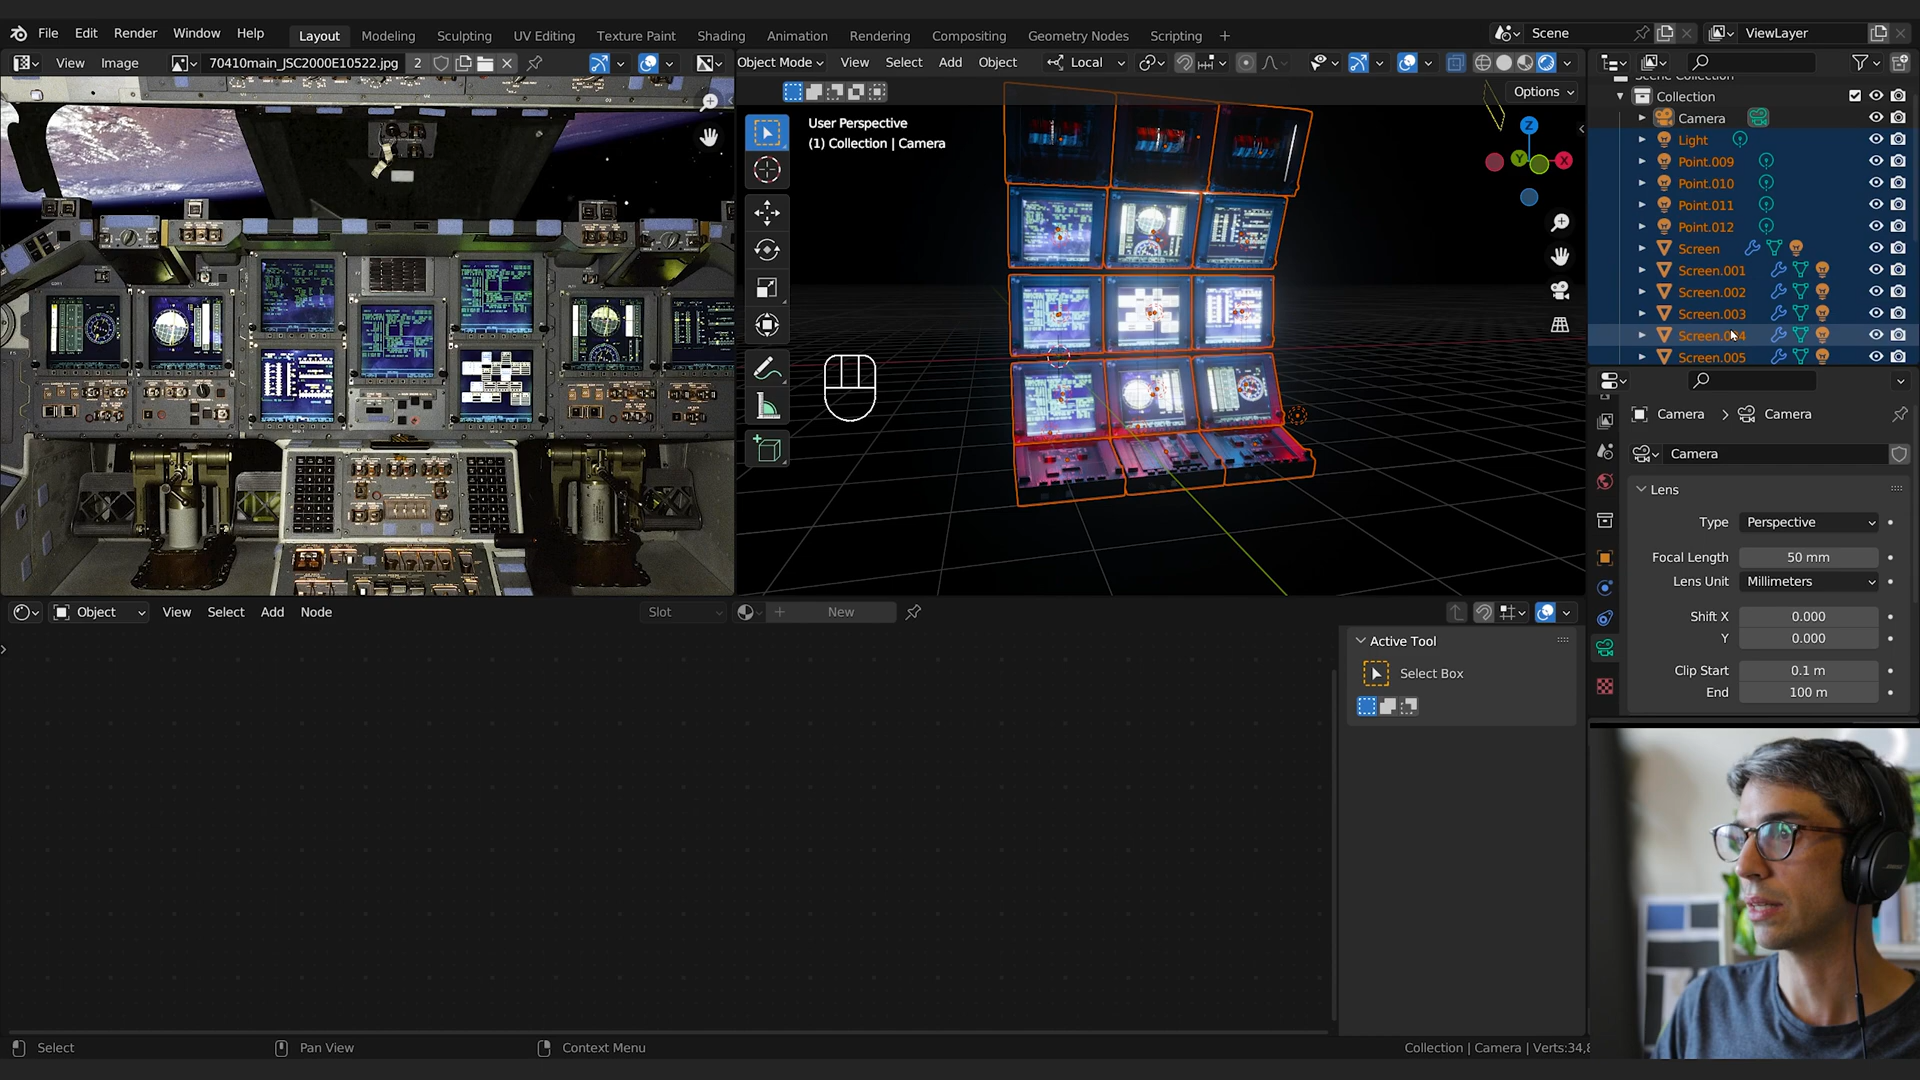 File Edit Render Window Help
Layout Modeling Sculpting UV Editing Texture Paint Shading Animation Rendering Compositing Geometry Nodes Scripting +
Scene
ViewLayer
View Image 70410main_JSC2000E10522.jpg 2
Object Mode View Select Add Object Local
Options
User Perspective
(1) Collection | Camera
Z
Y
X
Collection
Camera
Light
Point.009
Point.010
Point.011
Point.012
Screen
Screen.001
Screen.002
Screen.003
Screen.004
Screen.005
Camera > Camera
Camera
Lens
Type Perspective
Focal Length 50 mm
Lens Unit Millimeters
Shift X 0.000
Y 0.000
Clip Start 0.1 m
End 100 m
Object View Select Add Node
Slot
New
Active Tool
Select Box
Select
Pan View
Context Menu
Collection | Camera | Verts:34,8